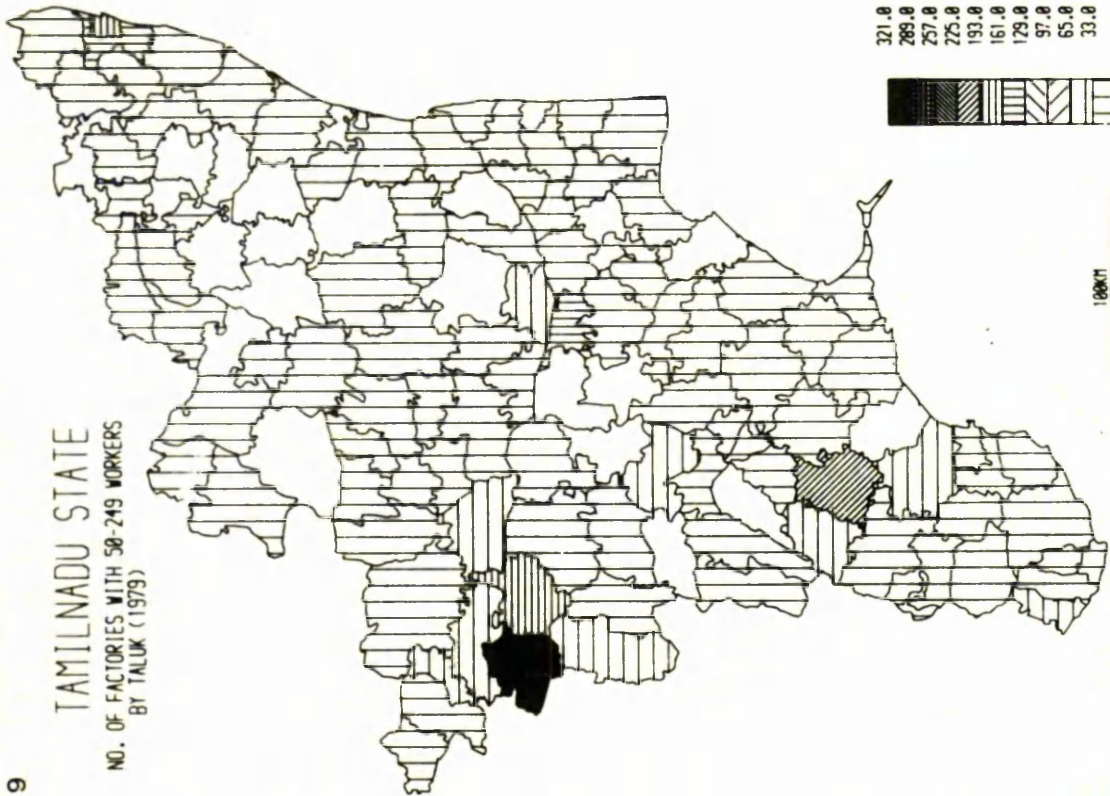 9
TAMILNADU STATE
NO. OF FACTORIES WITH 50-249 WORKERS
BY TALUK (1979)
321.0
289.0
257.0
225.0
193.0
161.0
129.0
97.0
65.0
33.0
100KM